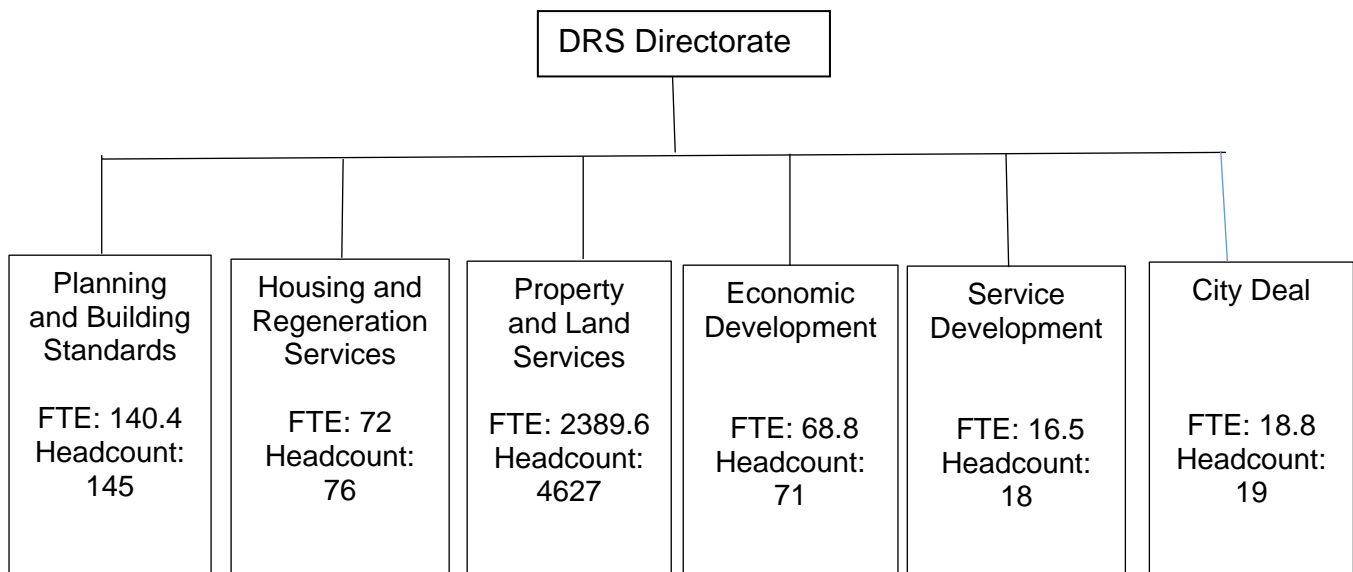 DRS Directorate
Planning
and Building
Standards
FTE: 140.4
Headcount:
145
Housing and
Regeneration
Services
FTE: 72
Headcount:
76
Property
and Land
Services
FTE: 2389.6
Headcount:
4627
Economic
Development
FTE: 68.8
Headcount:
71
Service
Development
FTE: 16.5
Headcount:
18
City Deal
FTE: 18.8
Headcount:
19